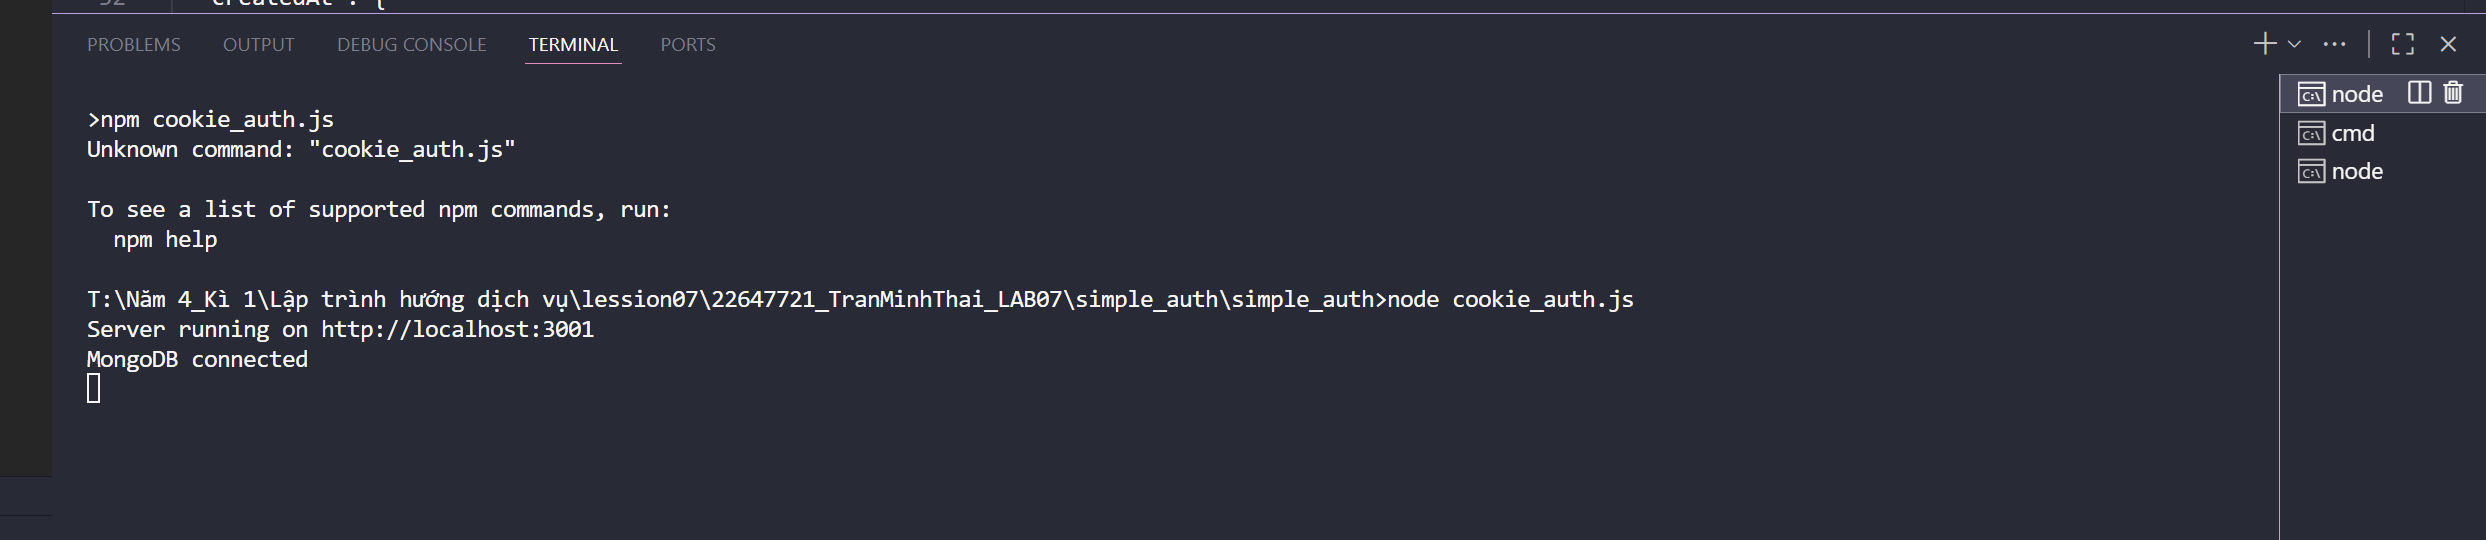 PROBLEMS OUTPUT DEBUG CONSOLE TERMINAL PORTS
>npm cookie_auth.js
Unknown command: "cookie_auth.js"
To see a list of supported npm commands, run:
npm help
T:\Năm 4_Kì 1\Lập trình hướng dịch vụ\lession07\22647721_TranMinhThai_LAB07\simple_auth\simple_auth>node cookie_auth.js
Server running on http://localhost:3001
MongoDB connected
node
cmd
node